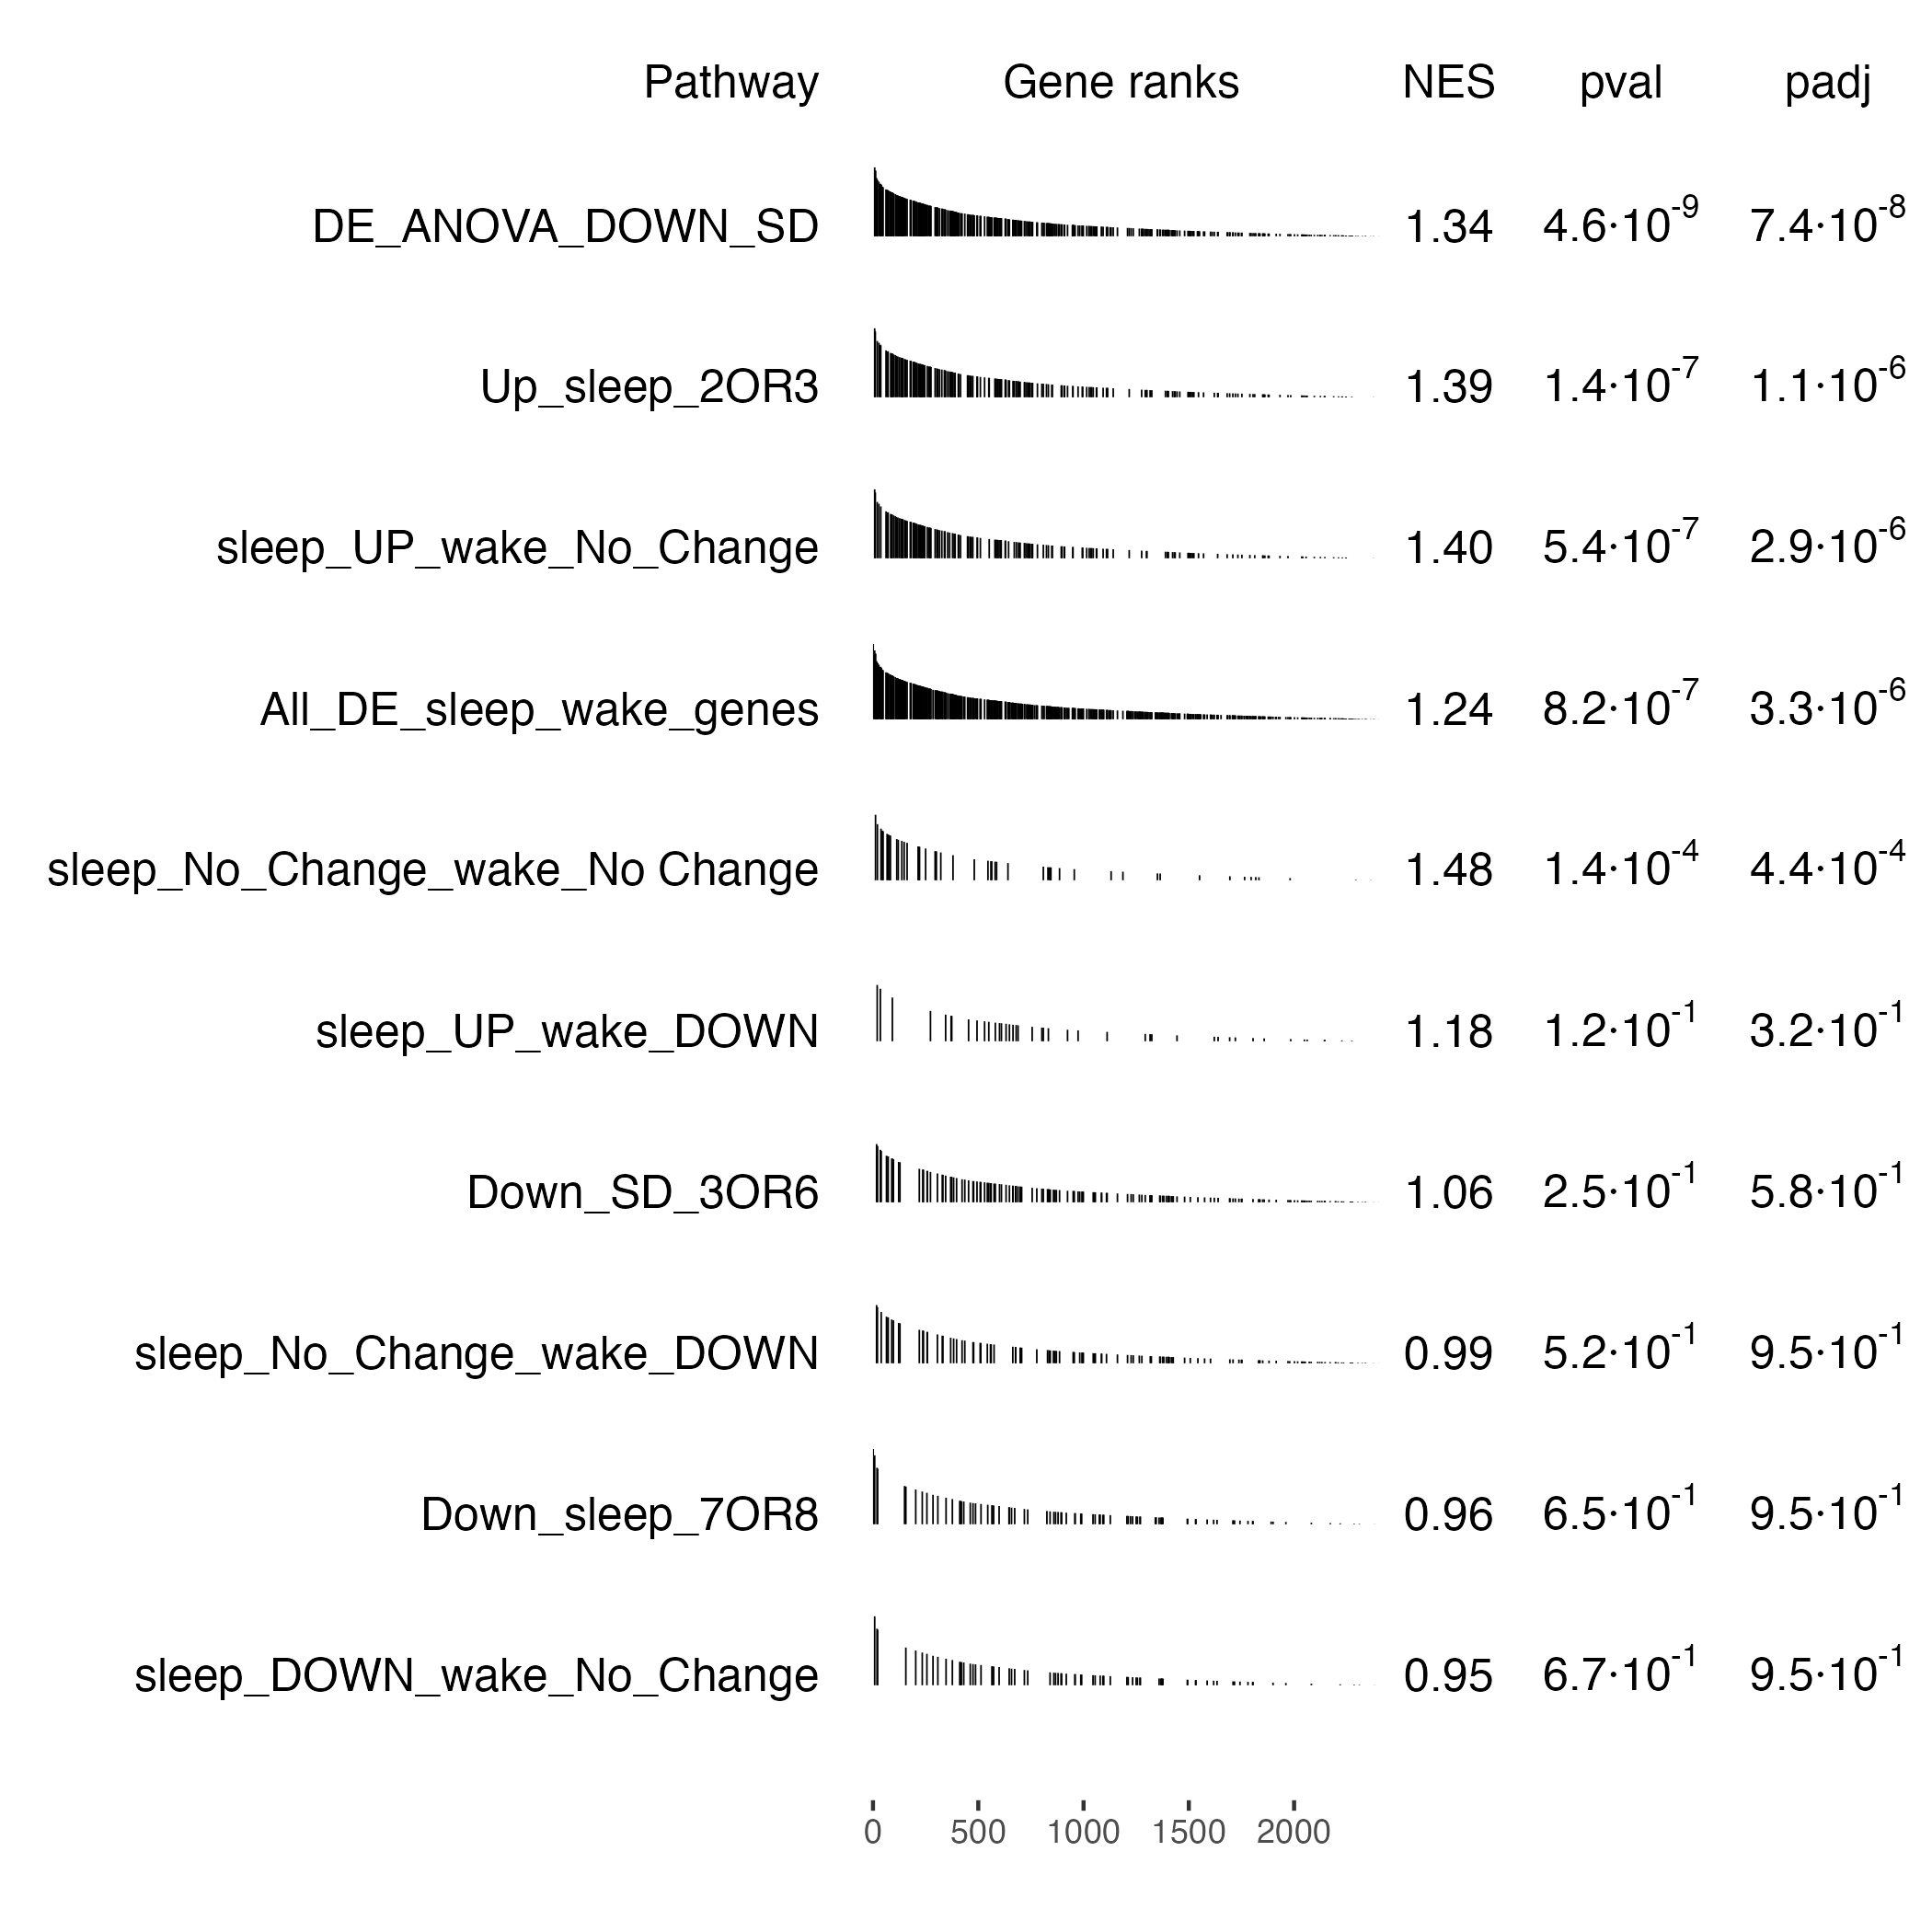 Pathway Gene ranks NES pval padj
DE_ANOVA_DOWN_SD 1.34 4.6·10⁻⁹ 7.4·10⁻⁸
Up_sleep_2OR3 1.39 1.4·10⁻⁷ 1.1·10⁻⁶
sleep_UP_wake_No_Change 1.40 5.4·10⁻⁷ 2.9·10⁻⁶
All_DE_sleep_wake_genes 1.24 8.2·10⁻⁷ 3.3·10⁻⁶
sleep_No_Change_wake_No Change 1.48 1.4·10⁻⁴ 4.4·10⁻⁴
sleep_UP_wake_DOWN 1.18 1.2·10⁻¹ 3.2·10⁻¹
Down_SD_3OR6 1.06 2.5·10⁻¹ 5.8·10⁻¹
sleep_No_Change_wake_DOWN 0.99 5.2·10⁻¹ 9.5·10⁻¹
Down_sleep_7OR8 0.96 6.5·10⁻¹ 9.5·10⁻¹
sleep_DOWN_wake_No_Change 0.95 6.7·10⁻¹ 9.5·10⁻¹
0 500 1000 1500 2000